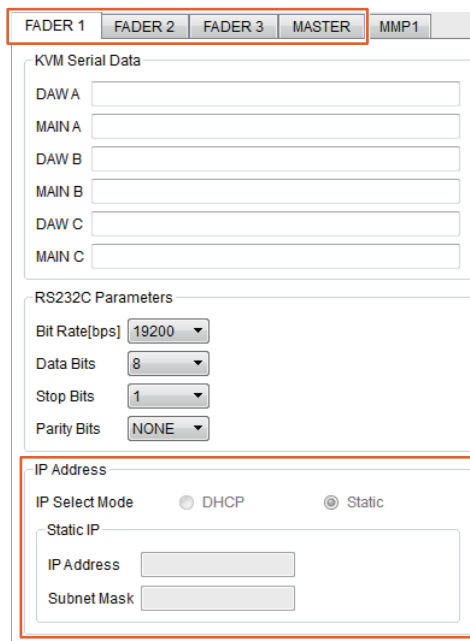 FADER 1 FADER 2 FADER 3 MASTER MMP1
KVM Serial Data
DAW A
MAIN A
DAW B
MAIN B
DAW C
MAIN C
RS232C Parameters
Bit Rate[bps] 19200
Data Bits 8
Stop Bits 1
Parity Bits NONE
IP Address
IP Select Mode DHCP Static
Static IP
IP Address
Subnet Mask